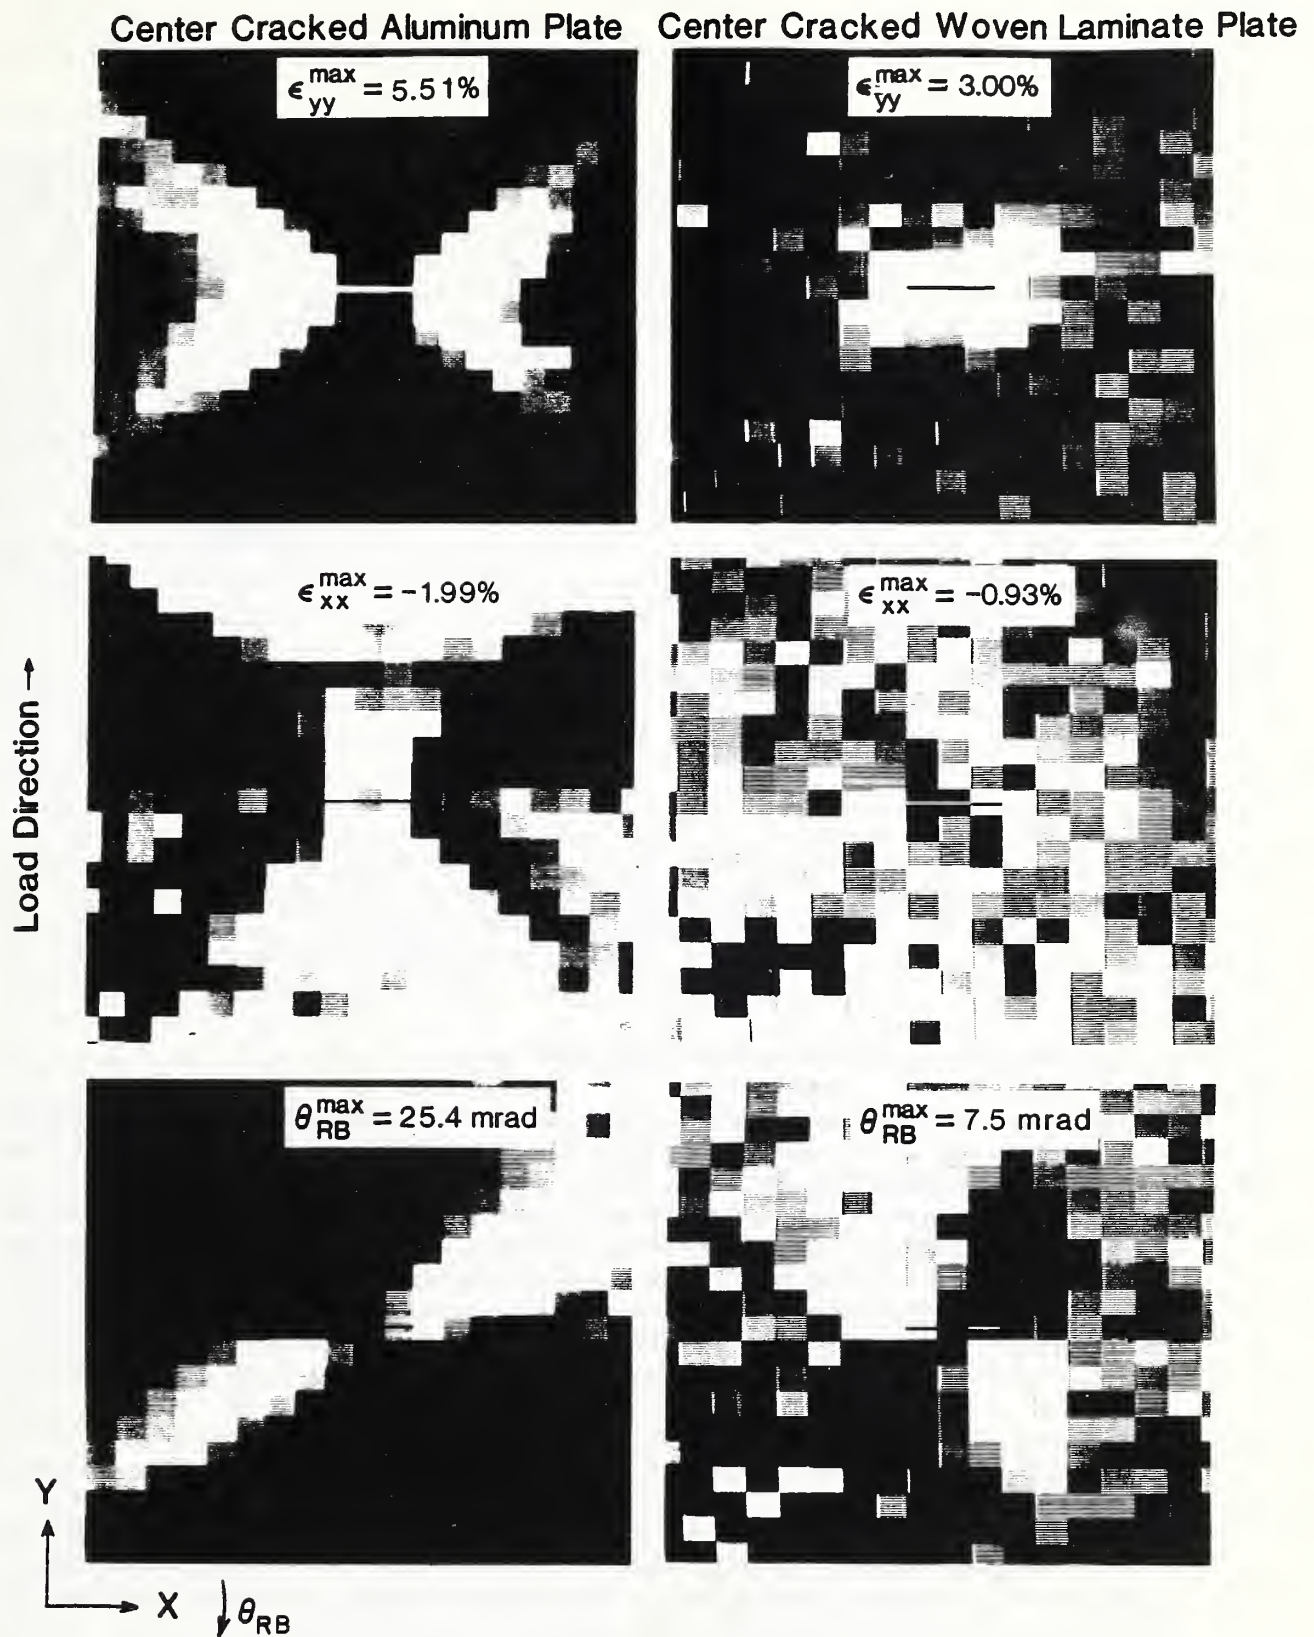 Center Cracked Aluminum Plate
Center Cracked Woven Laminate Plate
ϵ max yy = 5.51%
ϵ max yy = 3.00%
ϵ max xx = -1.99%
ϵ max xx = -0.93%
Load Direction →
θ max RB = 25.4 mrad
θ max RB = 7.5 mrad
Y
X
θ RB